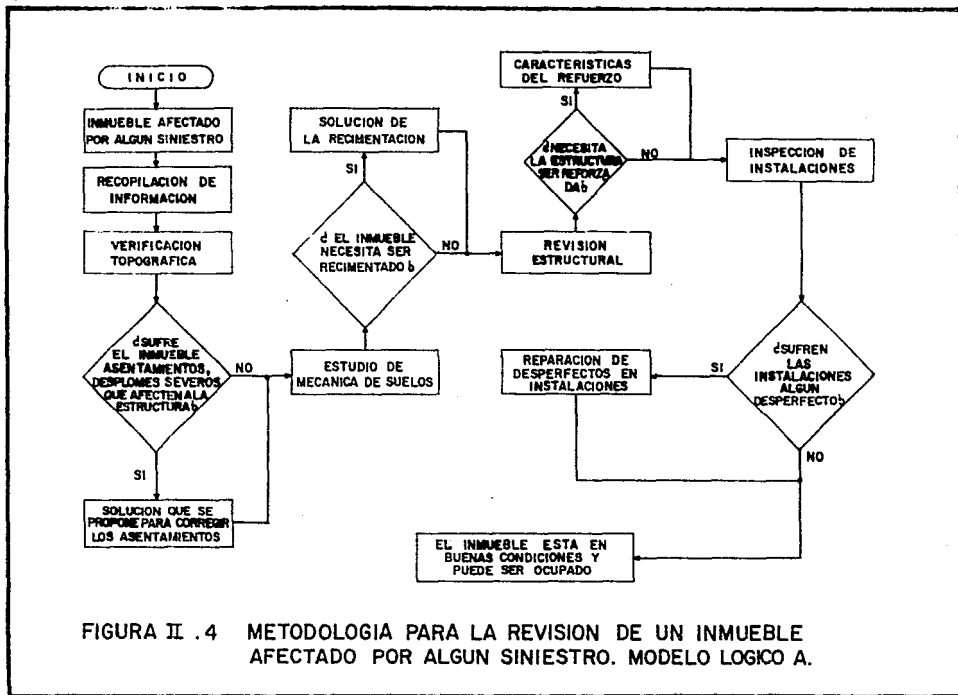 INICIO
INMUEBLE AFECTADO
POR ALGUN SINIESTRO
RECOPILACION DE
INFORMACION
VERIFICACION
TOPOGRAFICA
¿SUFRE
EL INMUEBLE
ASENTAMIENTOS,
DESPLOMES SEVEROS
QUE AFECTEN A LA
ESTRUCTURA?
NO
SI
SOLUCION QUE SE
PROPONE PARA CORREGIR
LOS ASENTAMIENTOS
ESTUDIO DE
MECANICA DE SUELOS
¿EL INMUEBLE
NECESITA SER
RECIMENTADO?
SI
NO
SOLUCION DE
LA RECIMENTACION
REVISION
ESTRUCTURAL
¿NECESITA
LA ESTRUCTURA
SER REFORZA
DA?
SI
NO
CARACTERISTICAS
DEL REFUERZO
INSPECCION DE
INSTALACIONES
¿SUFREN
LAS
INSTALACIONES
ALGUN
DESPERFECTO?
SI
NO
REPARACION DE
DESPERFECTOS EN
INSTALACIONES
EL INMUEBLE ESTA EN
BUENAS CONDICIONES Y
PUEDE SER OCUPADO
FIGURA II .4 METODOLOGIA PARA LA REVISION DE UN INMUEBLE
AFECTADO POR ALGUN SINIESTRO. MODELO LOGICO A.